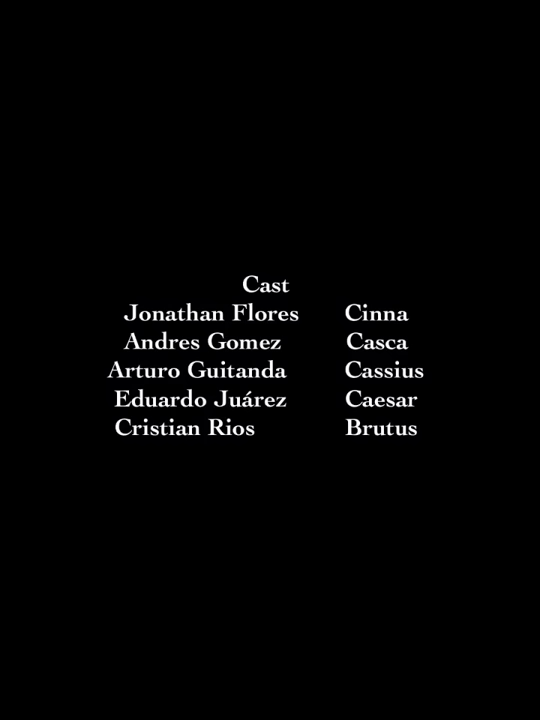 Cast
Jonathan Flores Cinna
Andres Gomez Casca
Arturo Guitanda Cassius
Eduardo Juárez Caesar
Cristian Rios Brutus